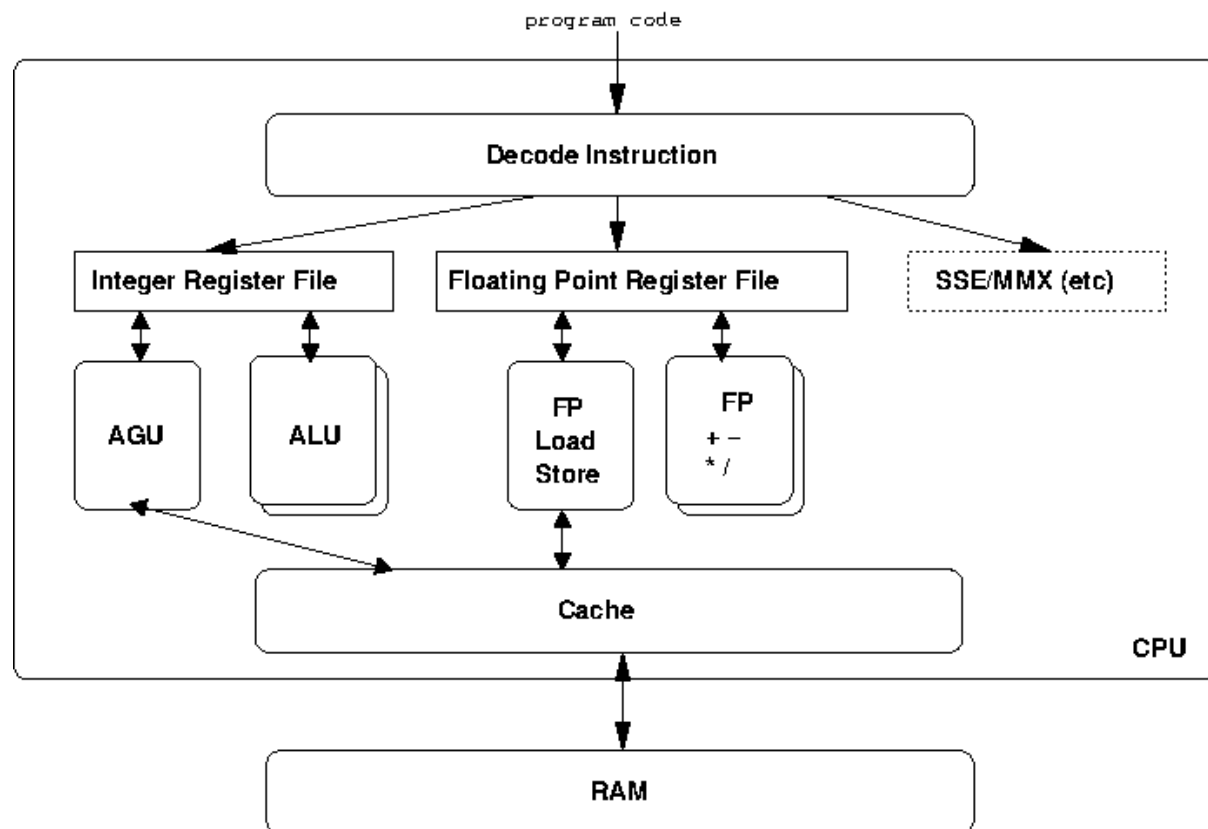 program code
Decode Instruction
Integer Register File
Floating Point Register File
SSE/MMX (etc)
AGU
ALU
FP
Load
Store
FP
+ −
* /
Cache
CPU
RAM